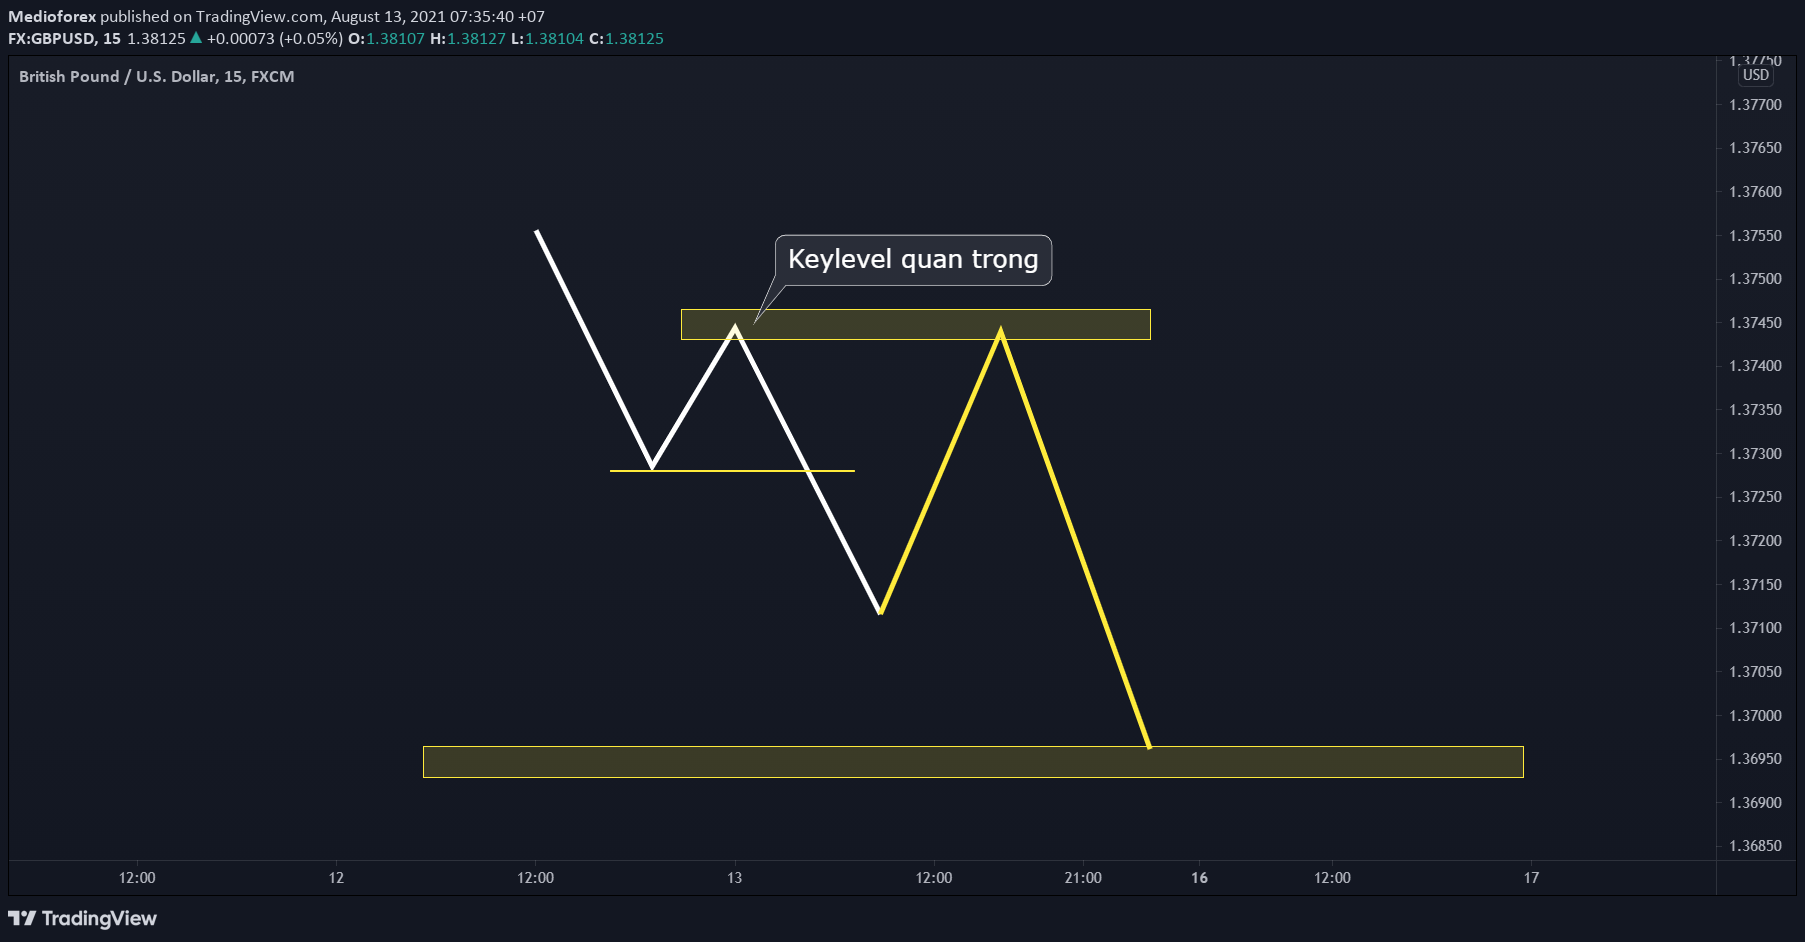 Medioforex published on TradingView.com, August 13, 2021 07:35:40 +07
FX:GBPUSD, 15 1.38125 ▲ +0.00073 (+0.05%) O:1.38107 H:1.38127 L:1.38104 C:1.38125
British Pound / U.S. Dollar, 15, FXCM
1.37750
USD
1.37700
1.37650
1.37600
1.37550
Keylevel quan trọng
1.37500
1.37450
1.37400
1.37350
1.37300
1.37250
1.37200
1.37150
1.37100
1.37050
1.37000
1.36950
1.36900
1.36850
12:00 12 12:00 13 12:00 21:00 16 12:00 17
TradingView